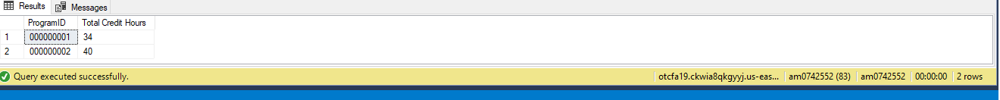 Results Messages
ProgramID Total Credit Hours
1 000000001 34
2 000000002 40
Query executed successfully. otcfa19.ckwia8qkgyyj.us-eas... am0742552 (83) am0742552 00:00:00 2 rows